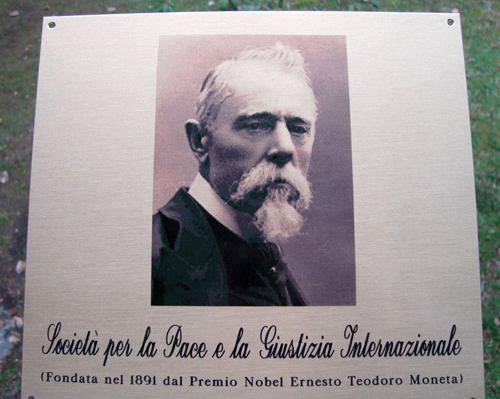 Società per la Pace e la Giustizia Internazionale
(Fondata nel 1891 dal Premio Nobel Ernesto Teodoro Moneta)